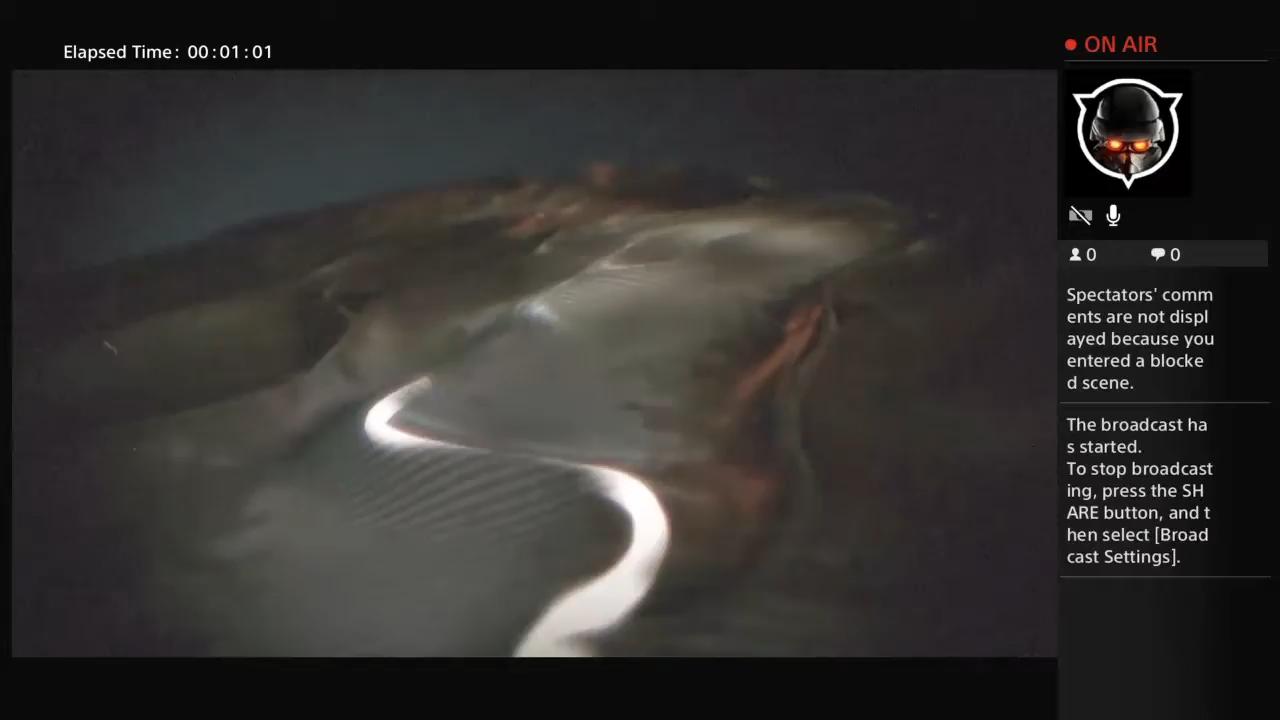 Elapsed Time: 00:01:01
ON AIR
0
0
Spectators' comm
ents are not displ
ayed because you
entered a blocke
d scene.
The broadcast ha
s started.
To stop broadcast
ing, press the SH
ARE button, and t
hen select [Broad
cast Settings].